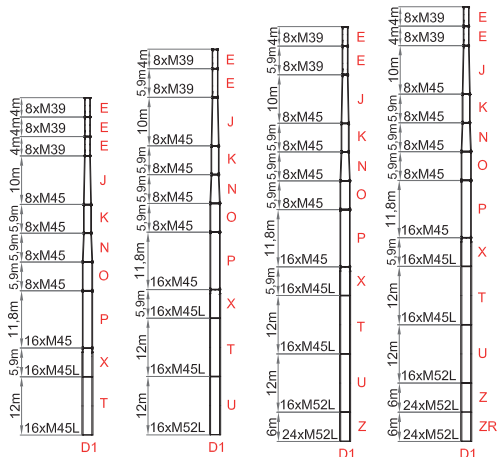 4m 8xM39 E
4m 8xM39 E
4m 8xM39 E
10m 8xM45 J
5,9m 8xM45 K
5,9m 8xM45 N
5,9m 8xM45 O
11,8m 16xM45 P
5,9m 16xM45L X
12m 16xM45L T
D1
4m 8xM39 E
5,9m 8xM39 E
10m 8xM45 J
5,9m 8xM45 K
5,9m 8xM45 N
5,9m 8xM45 O
11,8m 16xM45 P
5,9m 16xM45L X
12m 16xM45L T
12m 16xM52L U
D1
4m 8xM39 E
5,9m 8xM39 E
10m 8xM45 J
5,9m 8xM45 K
5,9m 8xM45 N
5,9m 8xM45 O
11,8m 16xM45 P
5,9m 16xM45L X
12m 16xM45L T
12m 16xM52L U
6m 24xM52L Z
D1
4m 8xM39 E
4m 8xM39 E
10m 8xM45 J
5,9m 8xM45 K
5,9m 8xM45 N
5,9m 8xM45 O
11,8m 16xM45 P
5,9m 16xM45L X
12m 16xM45L T
12m 16xM52L U
6m 24xM52L Z
6m 24xM52L ZR
D1